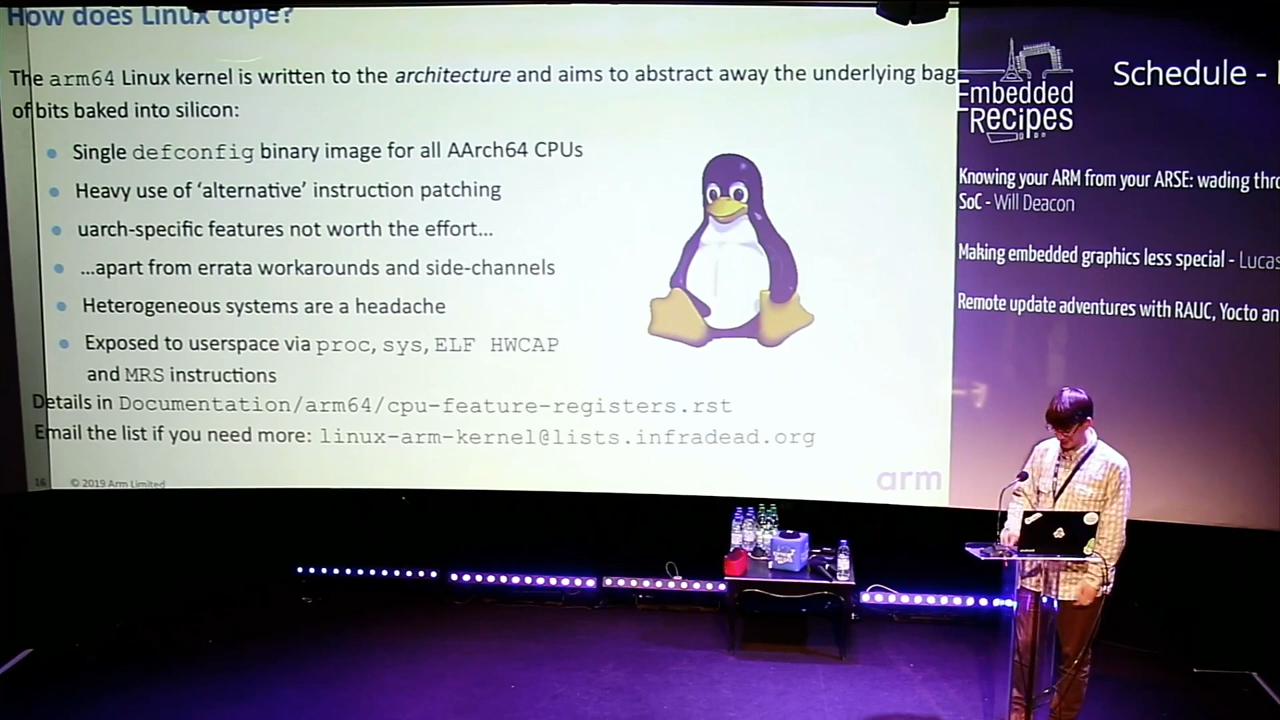 How does Linux cope?
The arm64 Linux kernel is written to the architecture and aims to abstract away the underlying bag
of bits baked into silicon:
Single defconfig binary image for all AArch64 CPUs
Heavy use of ‘alternative’ instruction patching
uarch-specific features not worth the effort...
...apart from errata workarounds and side-channels
Heterogeneous systems are a headache
Exposed to userspace via proc, sys, ELF HWCAP
and MRS instructions
Details in Documentation/arm64/cpu-feature-registers.rst
Email the list if you need more: linux-arm-kernel@lists.infradead.org
16 © 2019 Arm Limited
arm
Embedded
Recipes
Schedule -
Knowing your ARM from your ARSE: wading thro
SoC - Will Deacon
Making embedded graphics less special - Lucas
Remote update adventures with RAUC, Yocto an